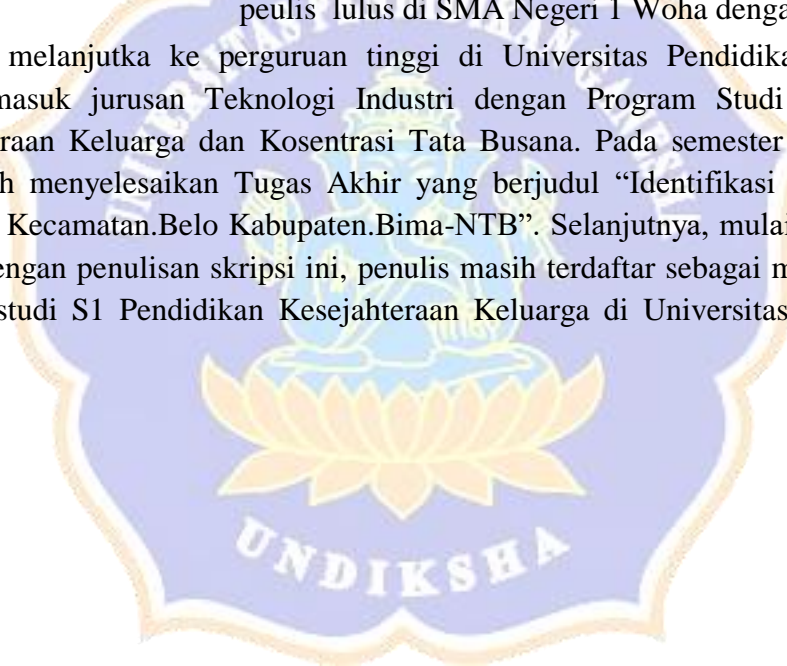 peulis lulus di SMA Negeri 1 Woha denga
melanjutka ke perguruan tinggi di Universitas Pendidika
masuk jurusan Teknologi Industri dengan Program Studi
raan Keluarga dan Kosentrasi Tata Busana. Pada semester
h menyelesaikan Tugas Akhir yang berjudul “Identifikasi
Kecamatan.Belo Kabupaten.Bima-NTB”. Selanjutnya, mulai
engan penulisan skripsi ini, penulis masih terdaftar sebagai m
studi S1 Pendidikan Kesejahteraan Keluarga di Universitas
UNDIKSHA